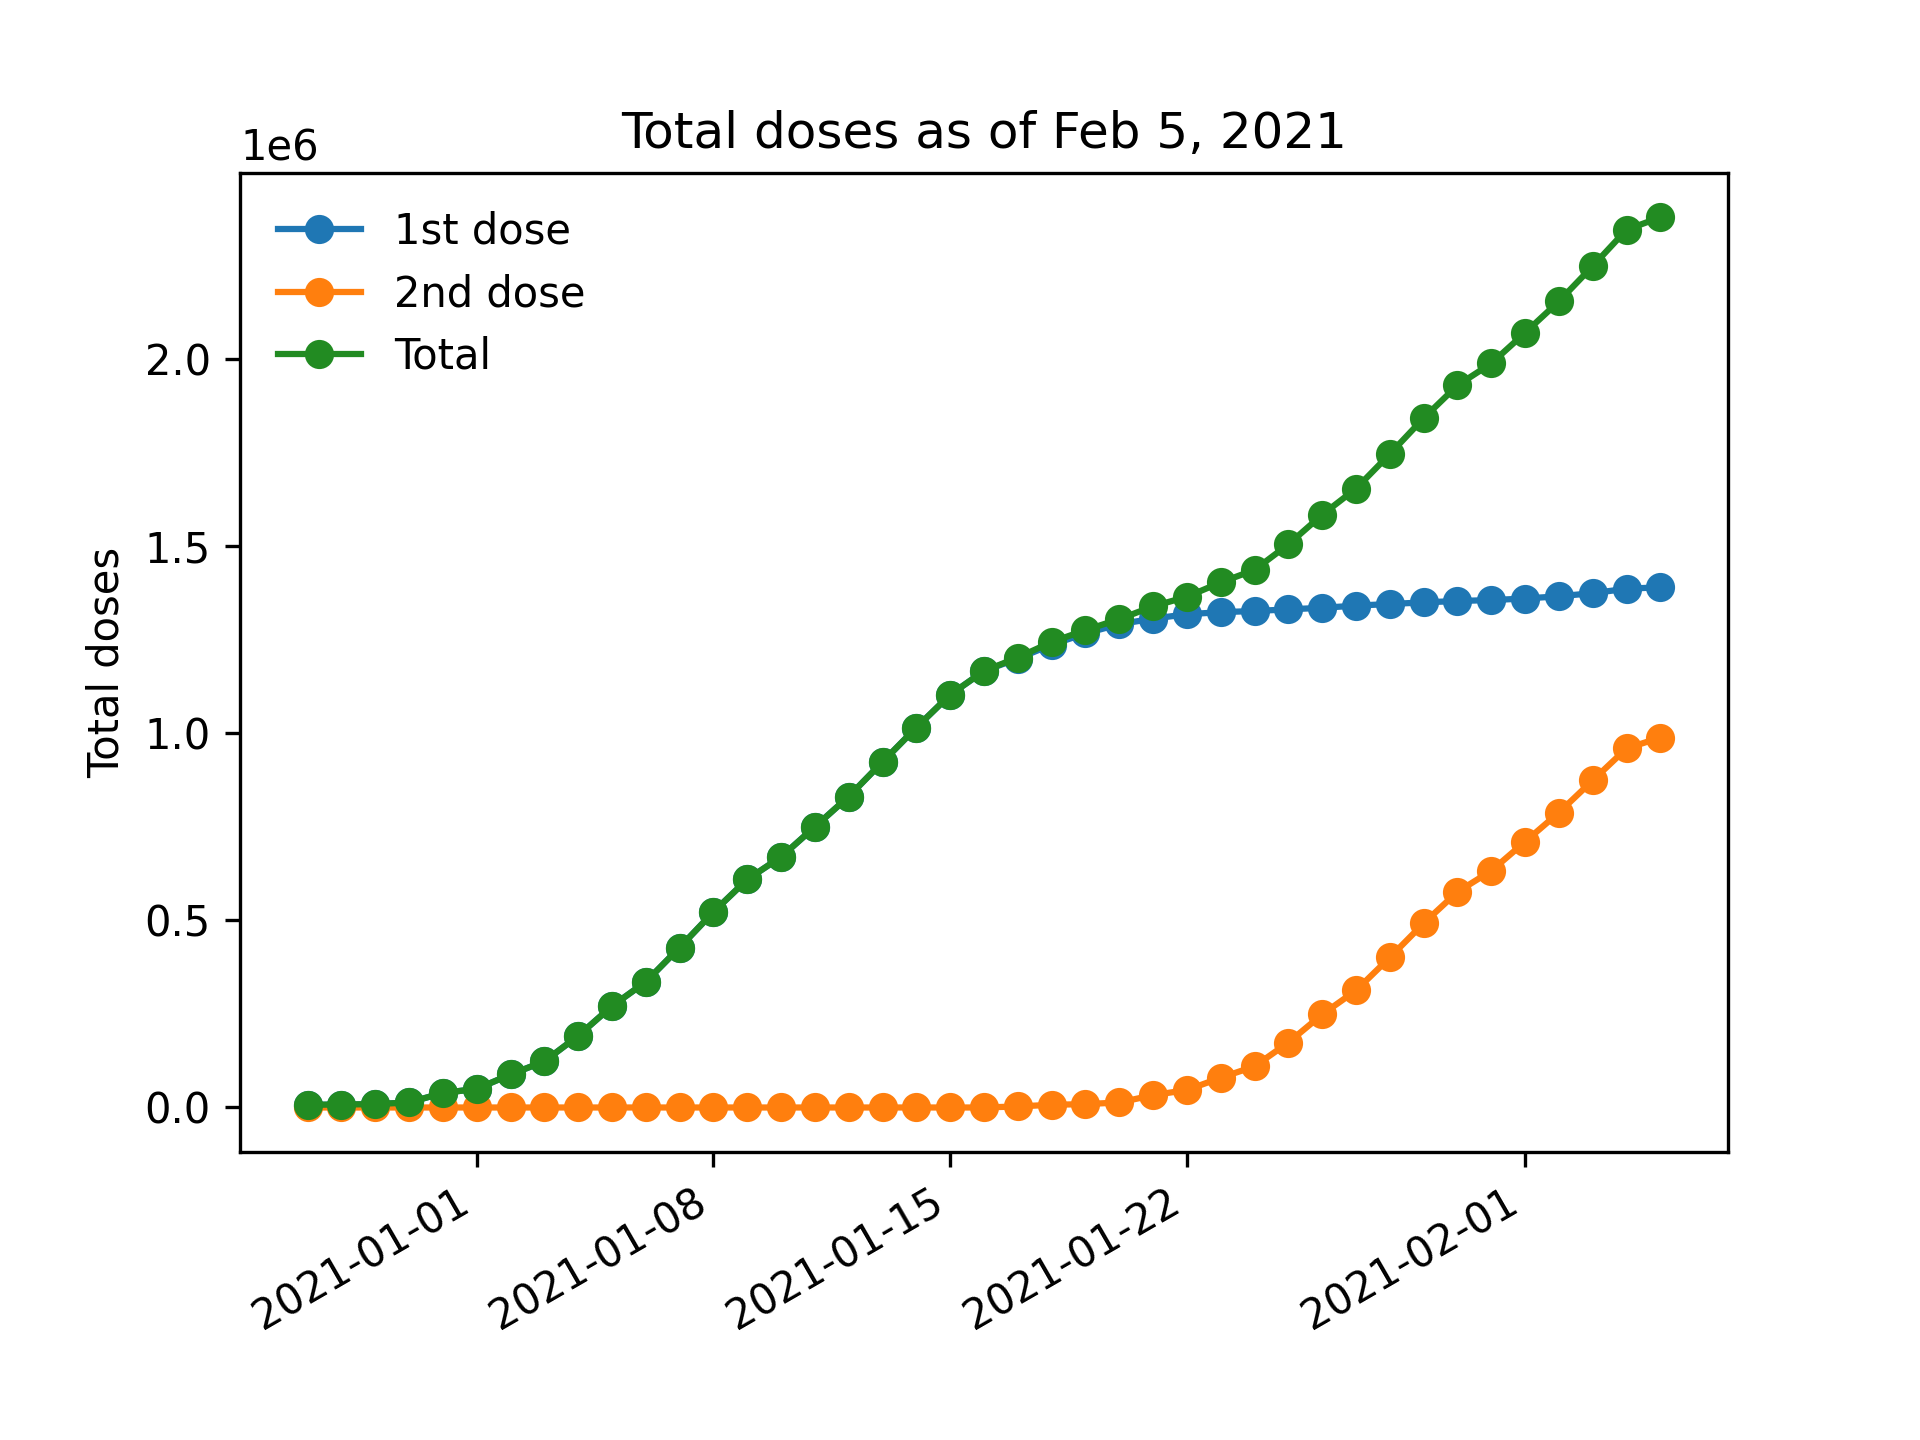 Total doses as of Feb 5, 2021
1e6
1st dose
2nd dose
Total
Total doses
2.0
1.5
1.0
0.5
0.0
2021-01-01
2021-01-08
2021-01-15
2021-01-22
2021-02-01